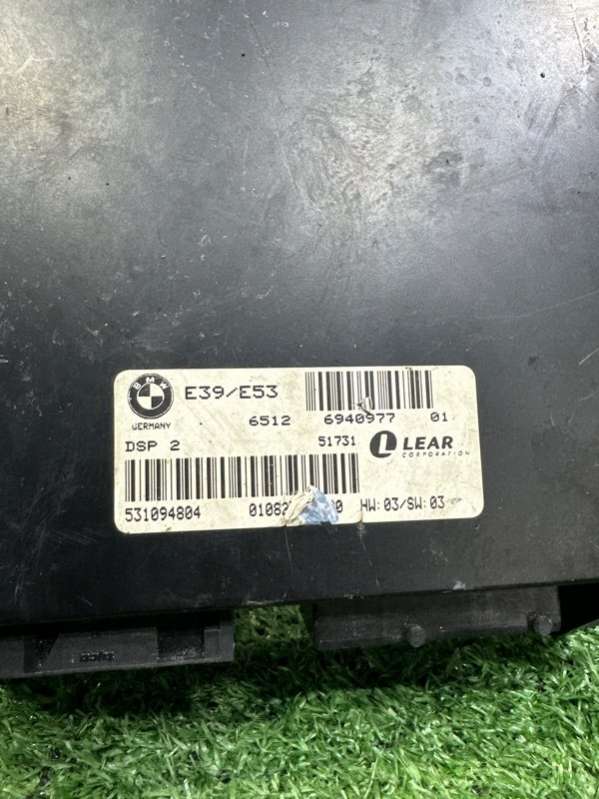 BMW
E39/E53
GERMANY
6512 6940977 01
DSP 2
51731
LEAR
CORPORATION
531094804
HW: 03/SW: 03